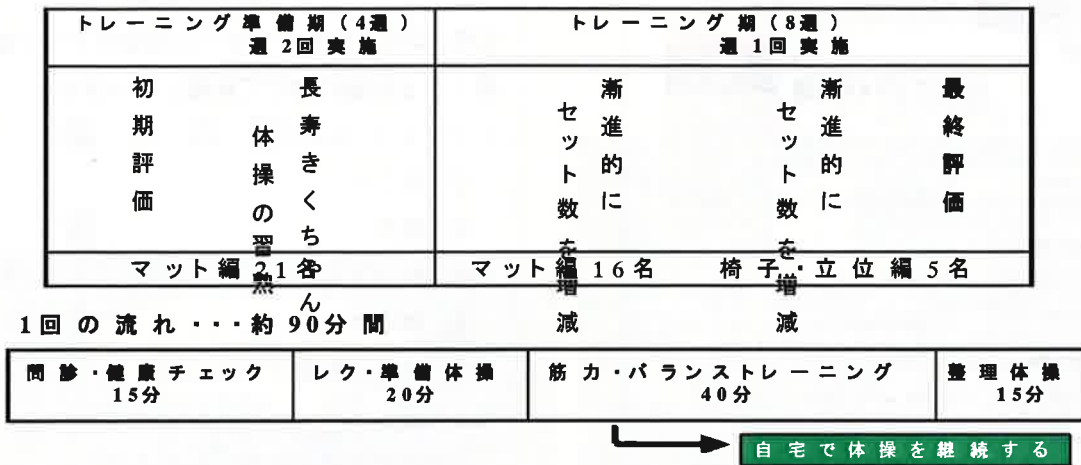 トレーニング準備期(4週)
週2回実施
トレーニング期(8週)
週1回実施
初期評価
長寿きくちゃん
体操の習熟
漸進的に
セット数を増減
漸進的に
セット数を増減
最終評価
マット編21名
マット編16名
椅子・立位編5名
1回の流れ・・・約90分間
問診・健康チェック
15分
レク・準備体操
20分
筋力・バランストレーニング
40分
整理体操
15分
自宅で体操を継続する